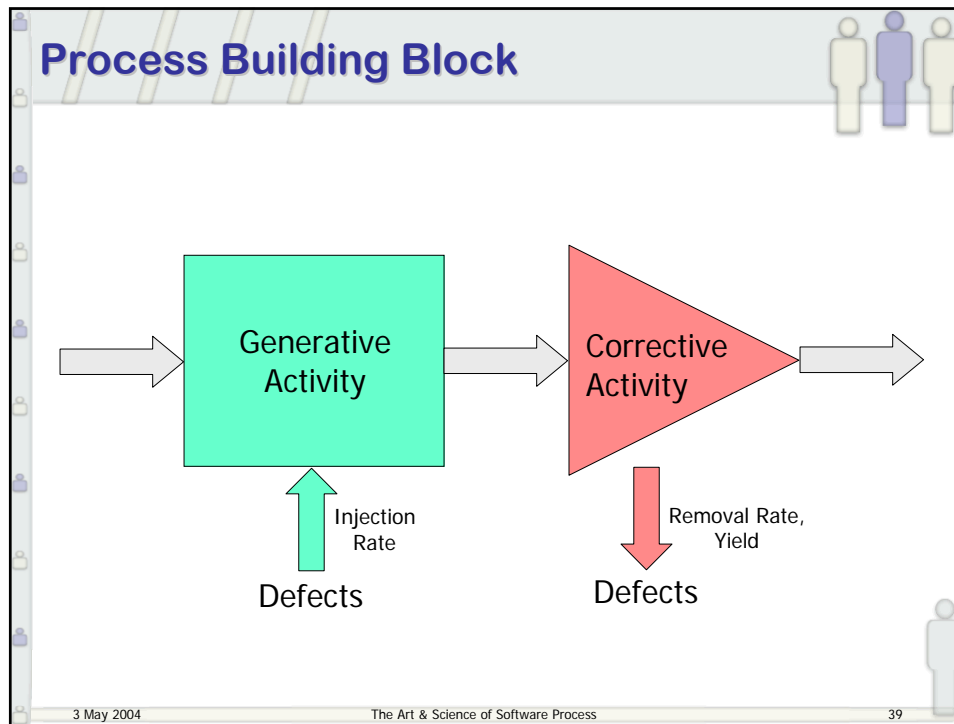 Process Building Block
Generative
Activity
Corrective
Activity
Injection
Rate
Removal Rate,
Yield
Defects
Defects
3 May 2004
The Art & Science of Software Process
39